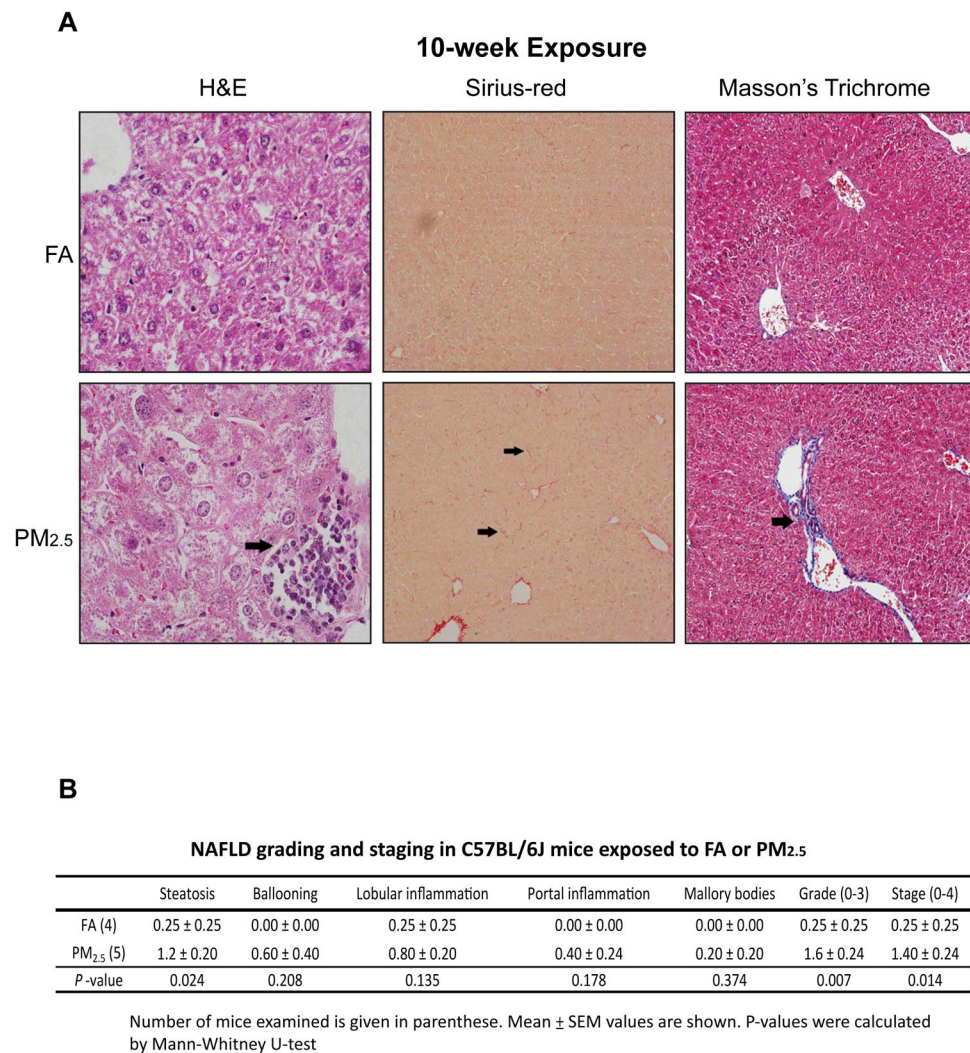 A
10-week Exposure
H&E Sirius-red Masson's Trichrome
FA
PM2.5
B
NAFLD grading and staging in C57BL/6J mice exposed to FA or PM2.5
Steatosis Ballooning Lobular inflammation Portal inflammation Mallory bodies Grade (0-3) Stage (0-4)
FA (4) 0.25 ± 0.25 0.00 ± 0.00 0.25 ± 0.25 0.00 ± 0.00 0.00 ± 0.00 0.25 ± 0.25 0.25 ± 0.25
PM2.5 (5) 1.2 ± 0.20 0.60 ± 0.40 0.80 ± 0.20 0.40 ± 0.24 0.20 ± 0.20 1.6 ± 0.24 1.40 ± 0.24
P-value 0.024 0.208 0.135 0.178 0.374 0.007 0.014
Number of mice examined is given in parenthese. Mean ± SEM values are shown. P-values were calculated
by Mann-Whitney U-test